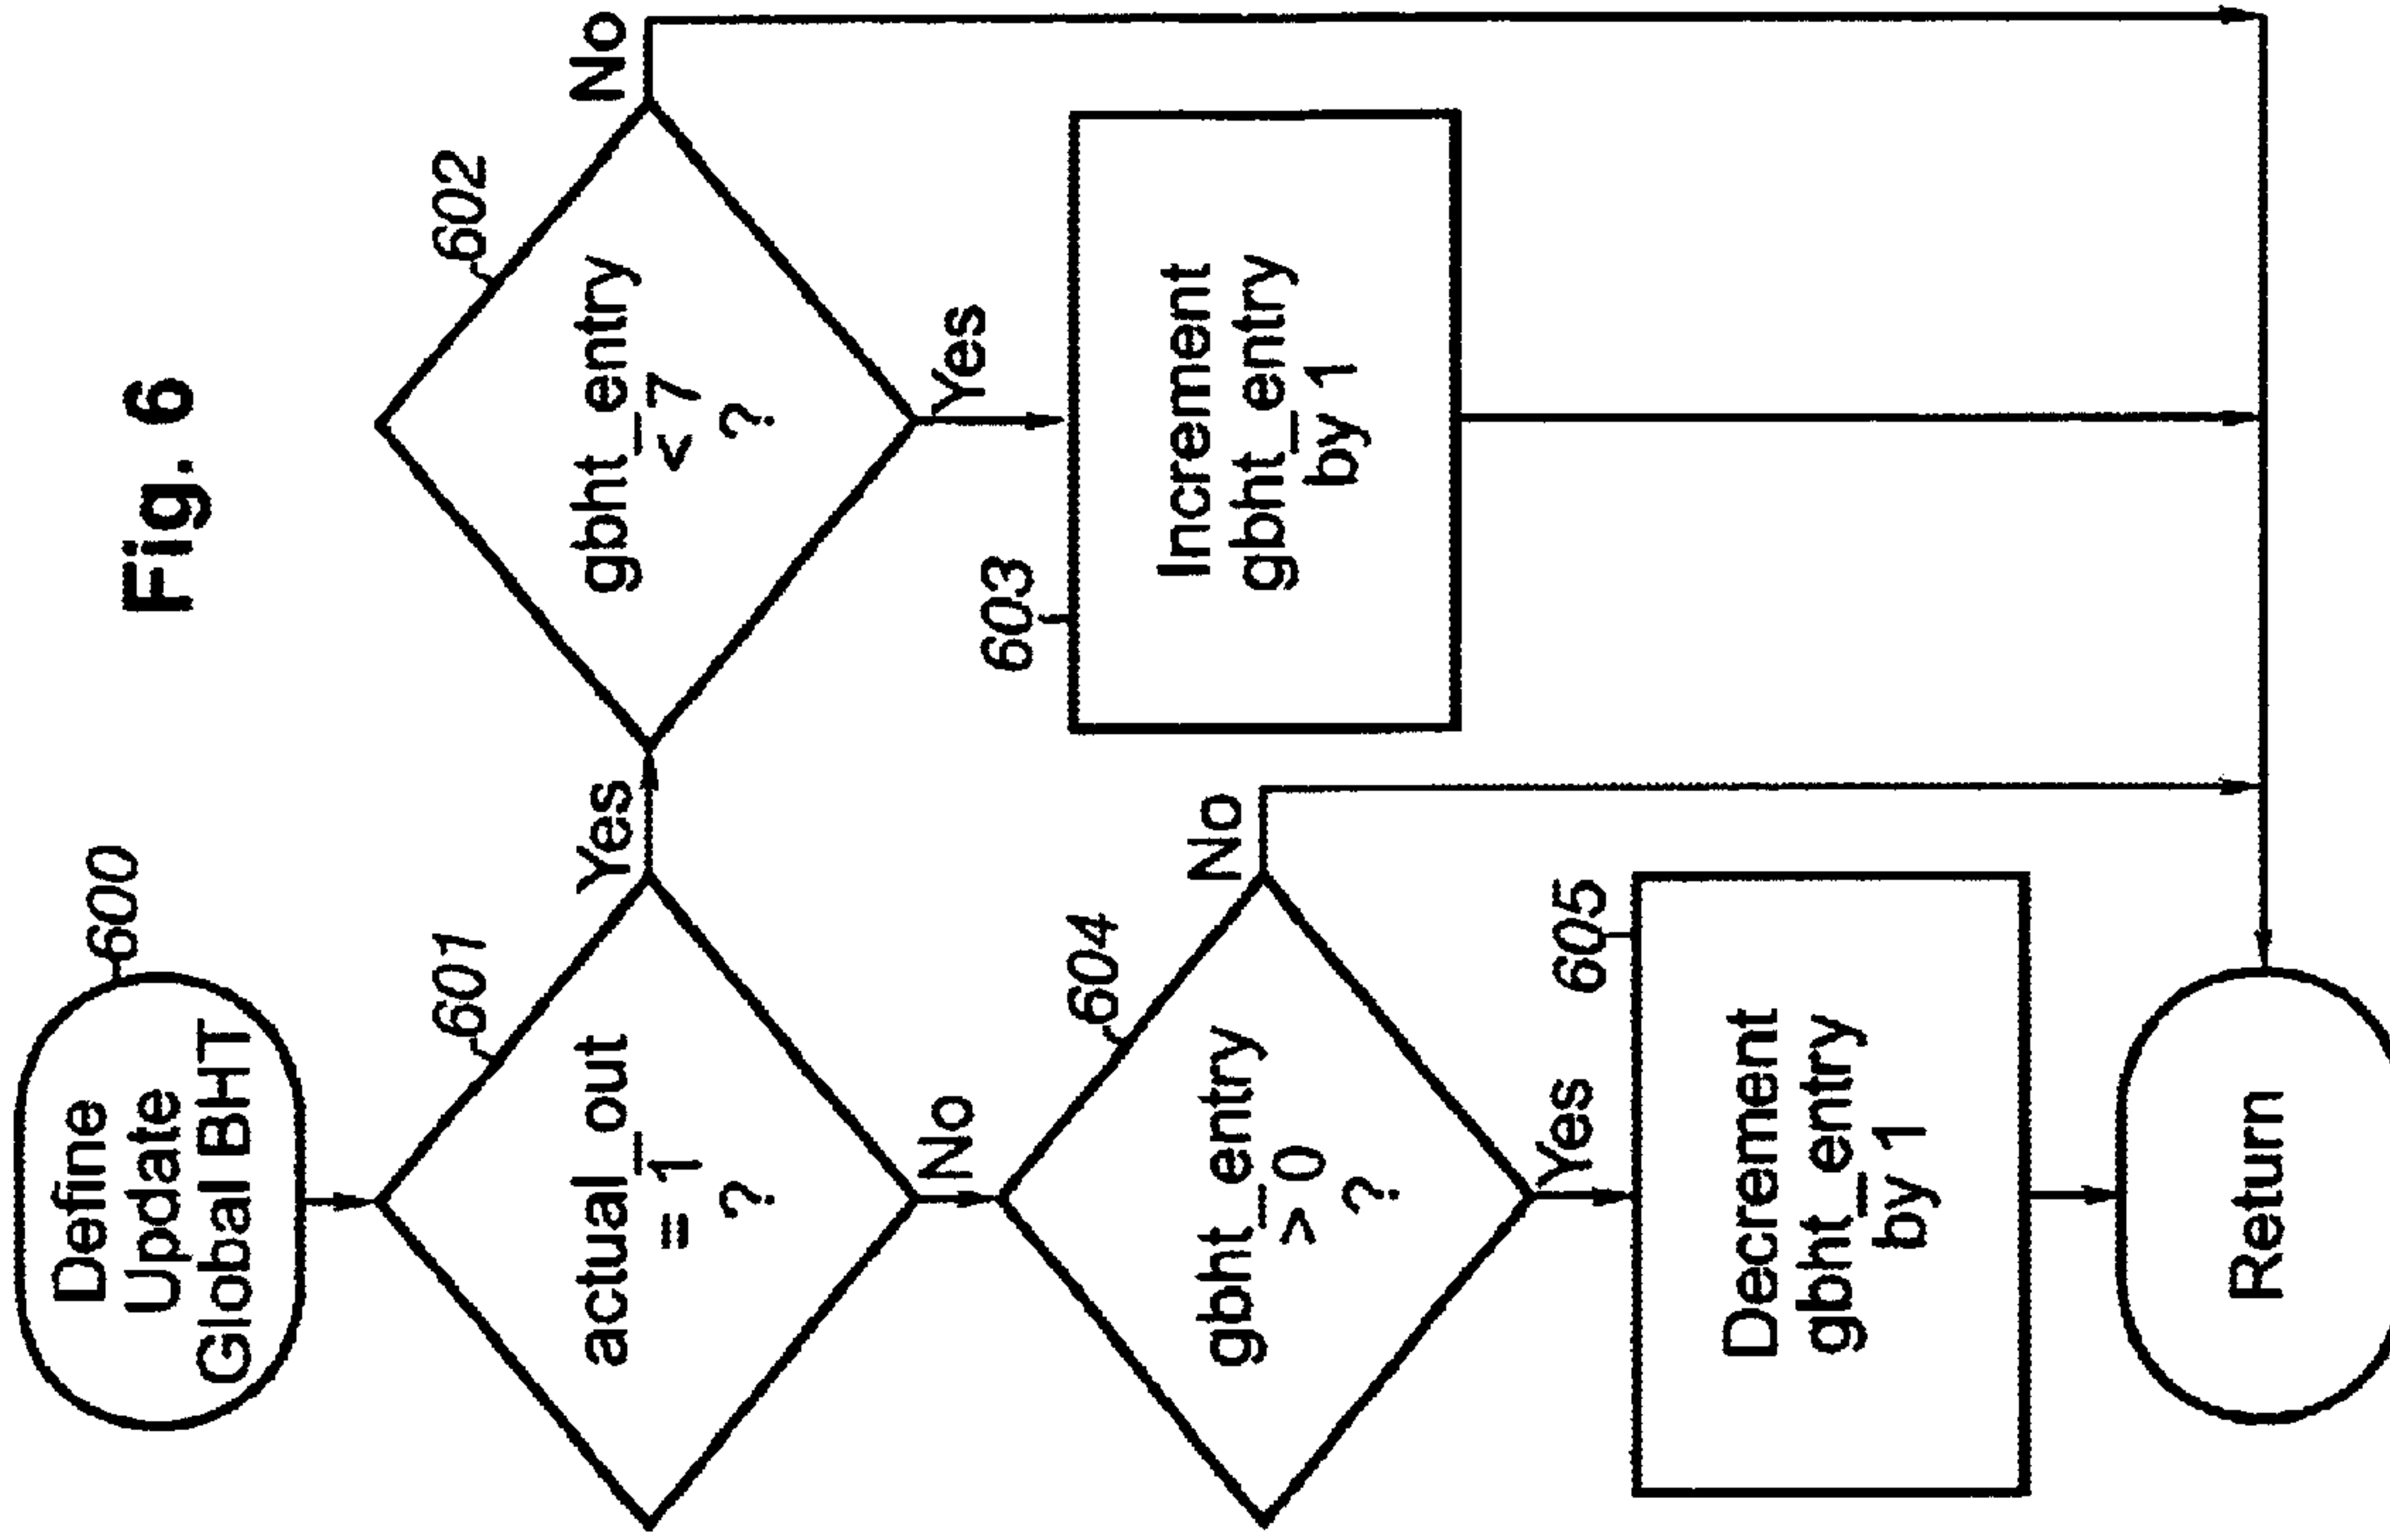 Fig. 6
Define
Update
Global BHT
600
actual_out
= 1
?
601
Yes
No
gbht_entry
< 7
?
602
No
Yes
603
Increment
gbht_entry
by 1
gbht_entry
> 0
?
604
No
Yes
605
Decrement
gbht_entry
by 1
Return